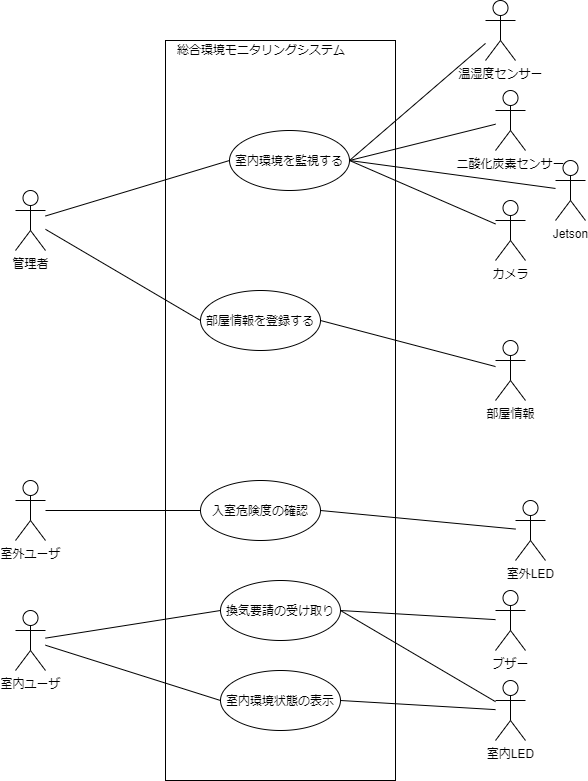 総合環境モニタリングシステム
温湿度センサー
室内環境を監視する
二酸化炭素センサー
Jetson
管理者
カメラ
部屋情報を登録する
部屋情報
入室危険度の確認
室外ユーザ
室外LED
換気要請の受け取り
ブザー
室内ユーザ
室内環境状態の表示
室内LED